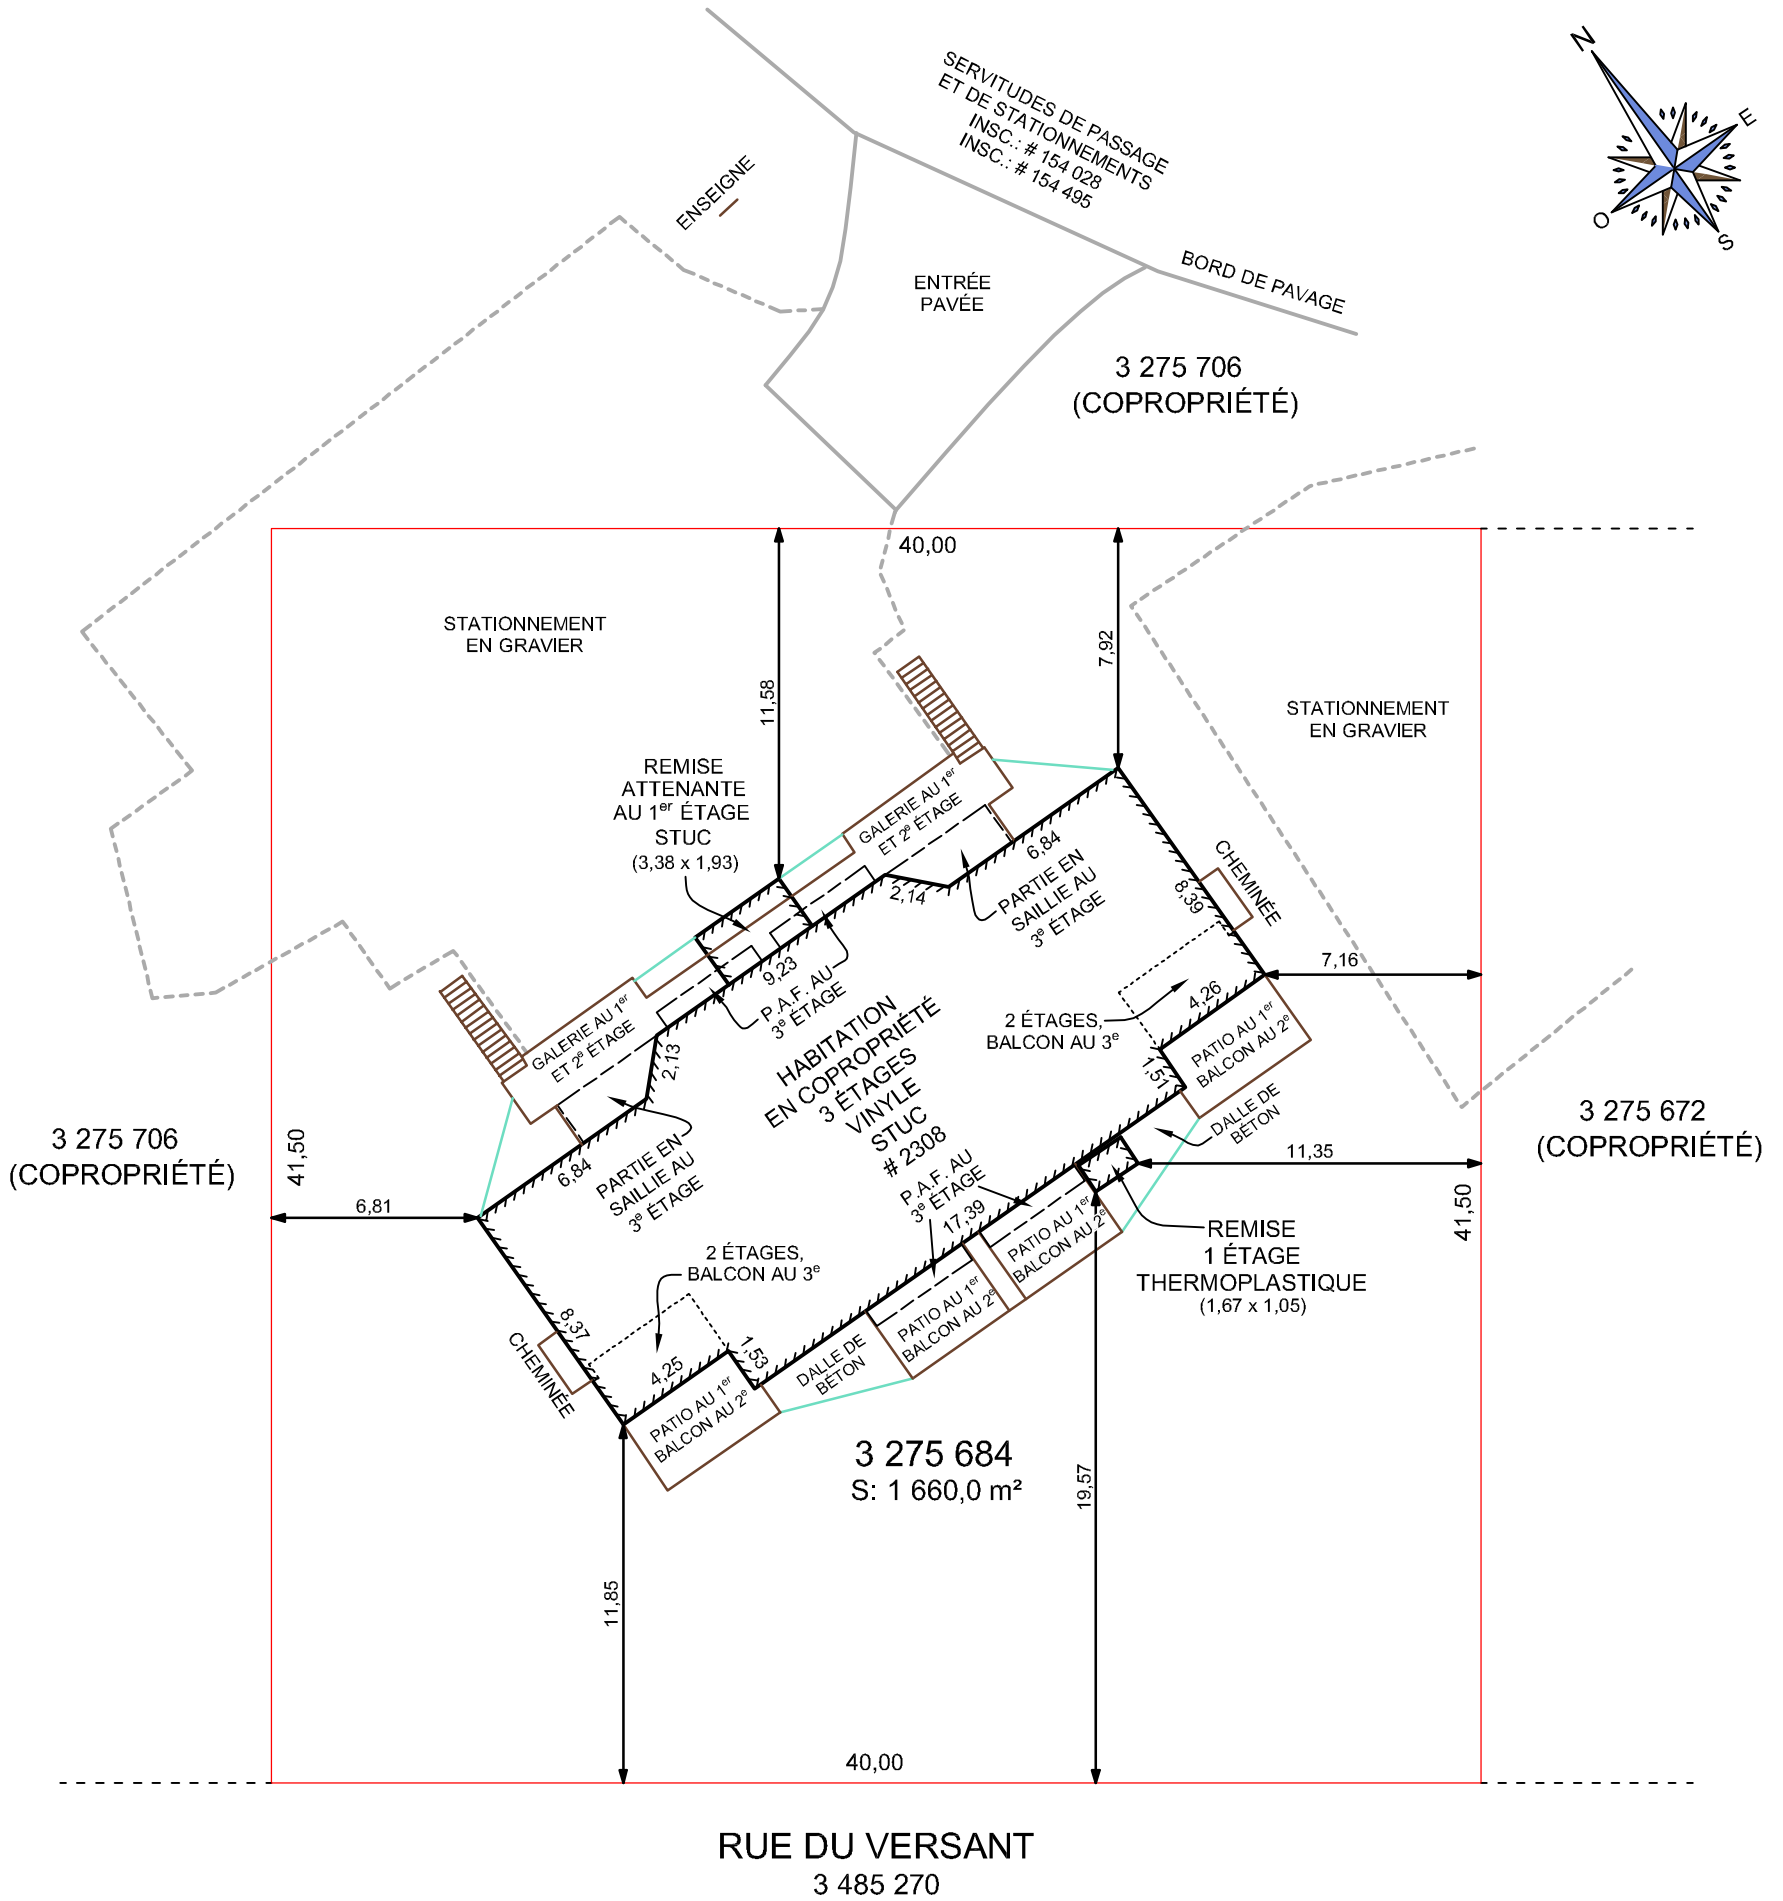 N
E
S
O
SERVITUDES DE PASSAGE
ET DE STATIONNEMENTS
INSC.: # 154 028
INSC.: # 154 495
ENSEIGNE
ENTRÉE
PAVÉE
BORD DE PAVAGE
3 275 706
(COPROPRIÉTÉ)
40,00
STATIONNEMENT
EN GRAVIER
11,58
7,92
STATIONNEMENT
EN GRAVIER
REMISE
ATTENANTE
AU 1er ÉTAGE
STUC
(3,38 x 1,93)
GALERIE AU 1er
ET 2e ÉTAGE
6,84
2,14
PARTIE EN
SAILLIE AU
3e ÉTAGE
CHEMINÉE
8,39
7,16
9,23
P.A.F. AU
3e ÉTAGE
4,26
2 ÉTAGES,
BALCON AU 3e
PATIO AU 1er
BALCON AU 2e
1,51
GALERIE AU 1er
ET 2e ÉTAGE
2,13
HABITATION
EN COPROPRIÉTÉ
3 ÉTAGES
VINYLE
STUC
# 2308
DALLE DE
BÉTON
3 275 706
(COPROPRIÉTÉ)
41,50
3 275 672
(COPROPRIÉTÉ)
11,35
6,84
PARTIE EN
SAILLIE AU
3e ÉTAGE
6,81
P.A.F. AU
3e ÉTAGE
17,39
41,50
PATIO AU 1er
BALCON AU 2e
REMISE
1 ÉTAGE
THERMOPLASTIQUE
(1,67 x 1,05)
2 ÉTAGES,
BALCON AU 3e
PATIO AU 1er
BALCON AU 2e
8,37
CHEMINÉE
4,25
1,53
DALLE DE
BÉTON
PATIO AU 1er
BALCON AU 2e
3 275 684
S: 1 660,0 m²
19,57
11,85
40,00
RUE DU VERSANT
3 485 270